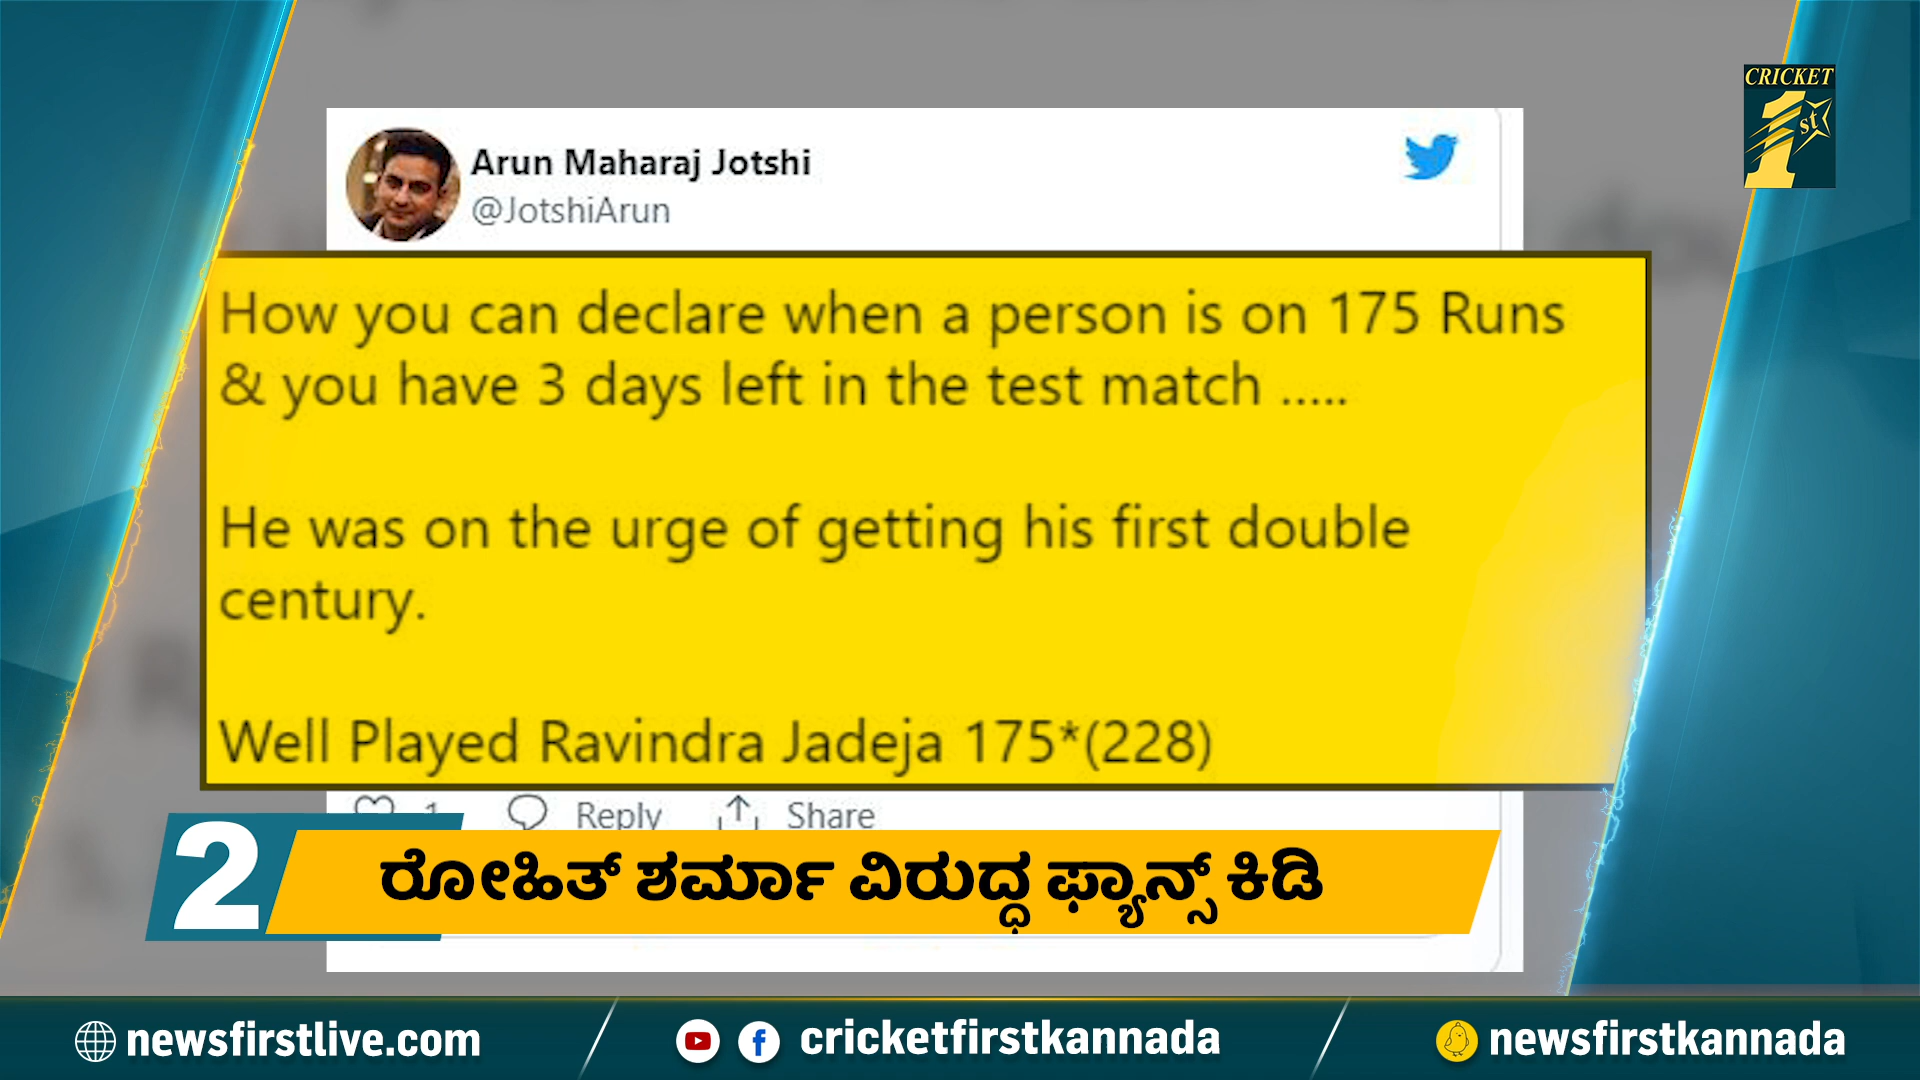 CRICKET
1st
Arun Maharaj Jotshi
@JotshiArun
How you can declare when a person is on 175 Runs
& you have 3 days left in the test match .....
He was on the urge of getting his first double
century.
Well Played Ravindra Jadeja 175*(228)
1 Reply Share
2 ರೋಹಿತ್ ಶರ್ಮಾ ವಿರುದ್ಧ ಫ್ಯಾನ್ಸ್ ಕಿಡಿ
newsfirstlive.com cricketfirstkannada newsfirstkannada